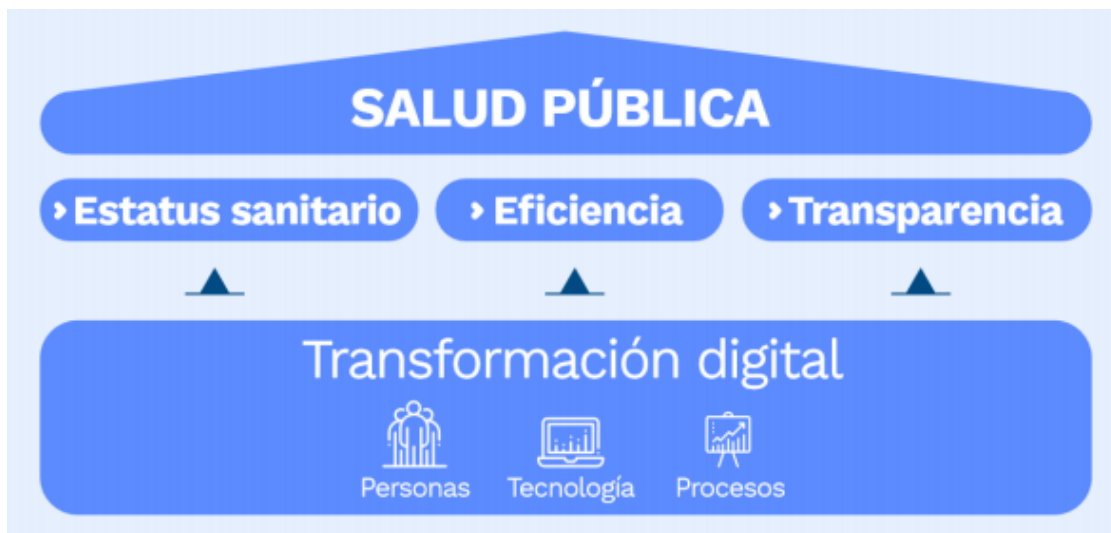 SALUD PÚBLICA
› Estatus sanitario
› Eficiencia
› Transparencia
Transformación digital
Personas
Tecnología
Procesos